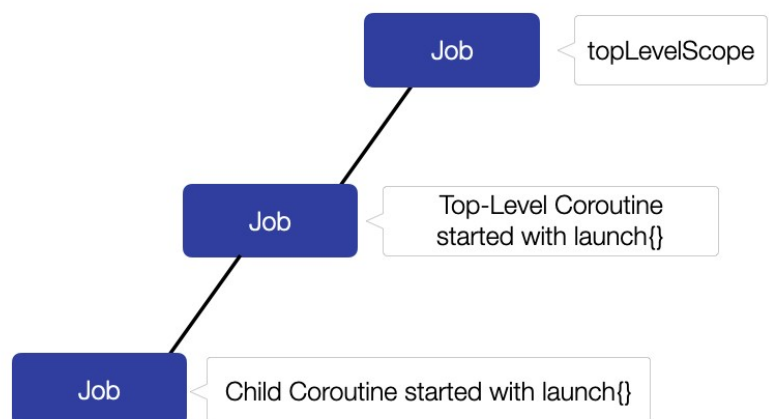 Job
topLevelScope
Job
Top-Level Coroutine
started with launch{}
Job
Child Coroutine started with launch{}